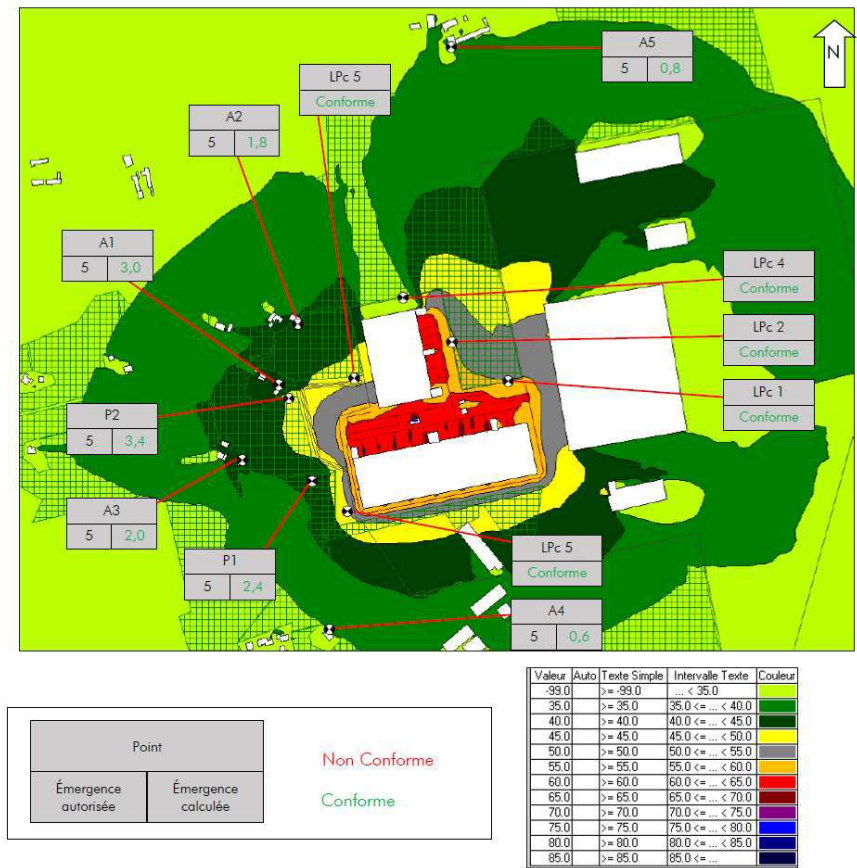 A5
5 0,8
N
LPc 5
Conforme
A2
5 1,8
A1
5 3,0
LPc 4
Conforme
LPc 2
Conforme
LPc 1
Conforme
P2
5 3,4
A3
5 2,0
P1
5 2,4
LPc 5
Conforme
A4
5 0,6
Point
Émergence autorisée
Émergence calculée
Non Conforme
Conforme
Valeur Auto Texte Simple Intervalle Texte Couleur
-99.0 >= -99.0 ... < 35.0
35.0 >= 35.0 35.0 <= ... < 40.0
40.0 >= 40.0 40.0 <= ... < 45.0
45.0 >= 45.0 45.0 <= ... < 50.0
50.0 >= 50.0 50.0 <= ... < 55.0
55.0 >= 55.0 55.0 <= ... < 60.0
60.0 >= 60.0 60.0 <= ... < 65.0
65.0 >= 65.0 65.0 <= ... < 70.0
70.0 >= 70.0 70.0 <= ... < 75.0
75.0 >= 75.0 75.0 <= ... < 80.0
80.0 >= 80.0 80.0 <= ... < 85.0
85.0 >= 85.0 85.0 <= ...